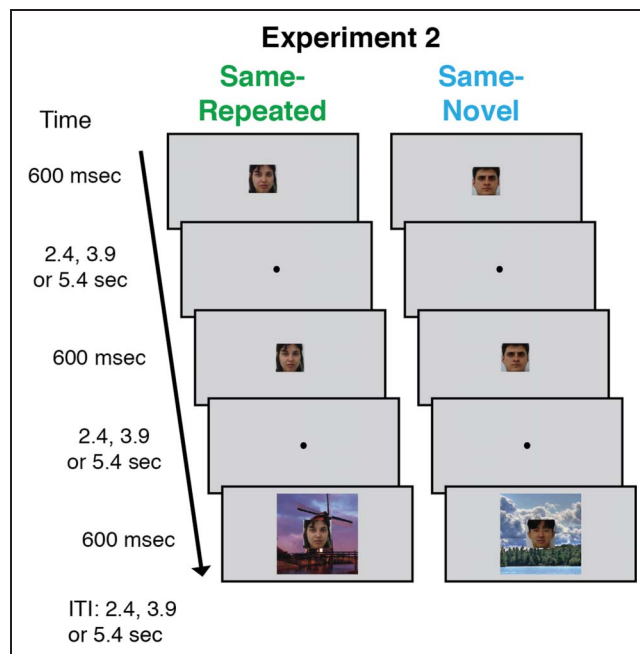 Experiment 2
Same-
Repeated
Same-
Novel
Time
600 msec
2.4, 3.9
or 5.4 sec
600 msec
2.4, 3.9
or 5.4 sec
600 msec
ITI: 2.4, 3.9
or 5.4 sec